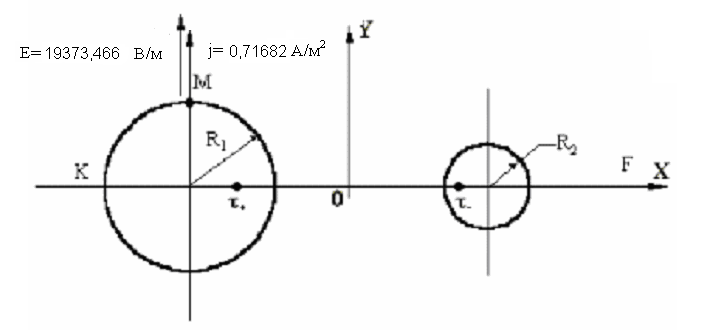 Y
E= 19373,466 В/м j= 0,71682 А/м²
M
R₁
R₂
K
F
X
τ₊
0
τ₋